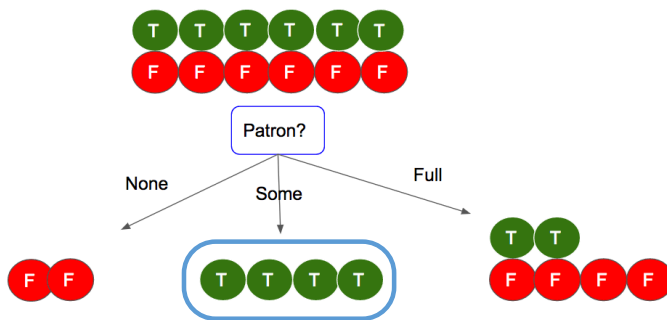 T T T T T T
F F F F F F
Patron?
None
Some
Full
T T
F F
T T T T
F F F F